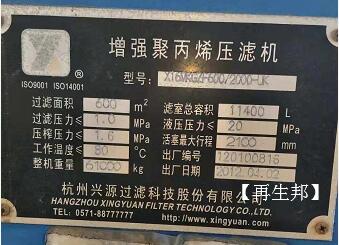 增强聚丙烯压滤机
ISO9001 ISO14001
型号: X16MRGZF600/2000-UK
过滤面积 600 m²
滤室总容积 11400 L
过滤压力≤ 1.0 MPa
液压压力≤ 20 MPa
压榨压力≤ 1.6 MPa
活塞最大行程 2100 mm
工作温度≤ 80 ℃
出厂编号 120100816
整机重量 61000 kg
出厂日期 2012.04.02
杭州兴源过滤科技股份有限公司
HANGZHOU XINGYUAN FILTER TECHNOLOGY CO.,LTD.
TEL: 0571-88777777 http://www.xingyuan.com
【再生邦】